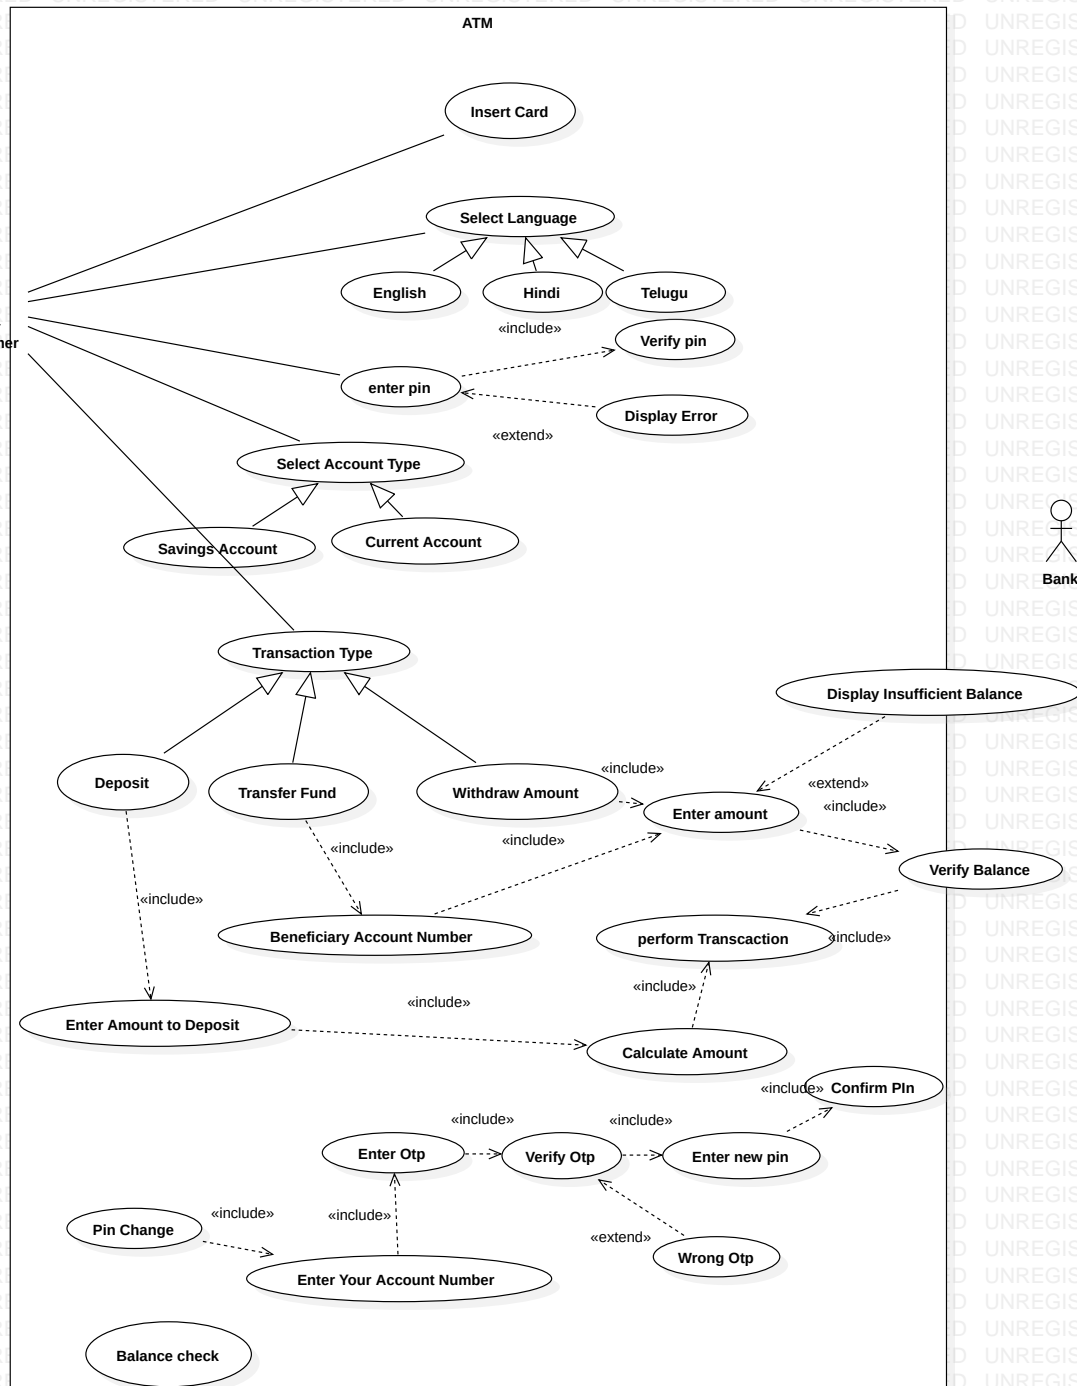 ATM
Insert Card
Select Language
English
Hindi
Telugu
«include»
Verify pin
enter pin
Display Error
«extend»
Select Account Type
Savings Account
Current Account
Bank
Transaction Type
Display Insufficient Balance
Deposit
Transfer Fund
Withdraw Amount
«include»
Enter amount
«extend»
«include»
«include»
«include»
Verify Balance
«include»
Beneficiary Account Number
perform Transcaction
«include»
«include»
«include»
Enter Amount to Deposit
Calculate Amount
«include»
Confirm PIn
«include»
«include»
Enter Otp
Verify Otp
Enter new pin
«include»
«include»
Pin Change
«extend»
Wrong Otp
Enter Your Account Number
Balance check